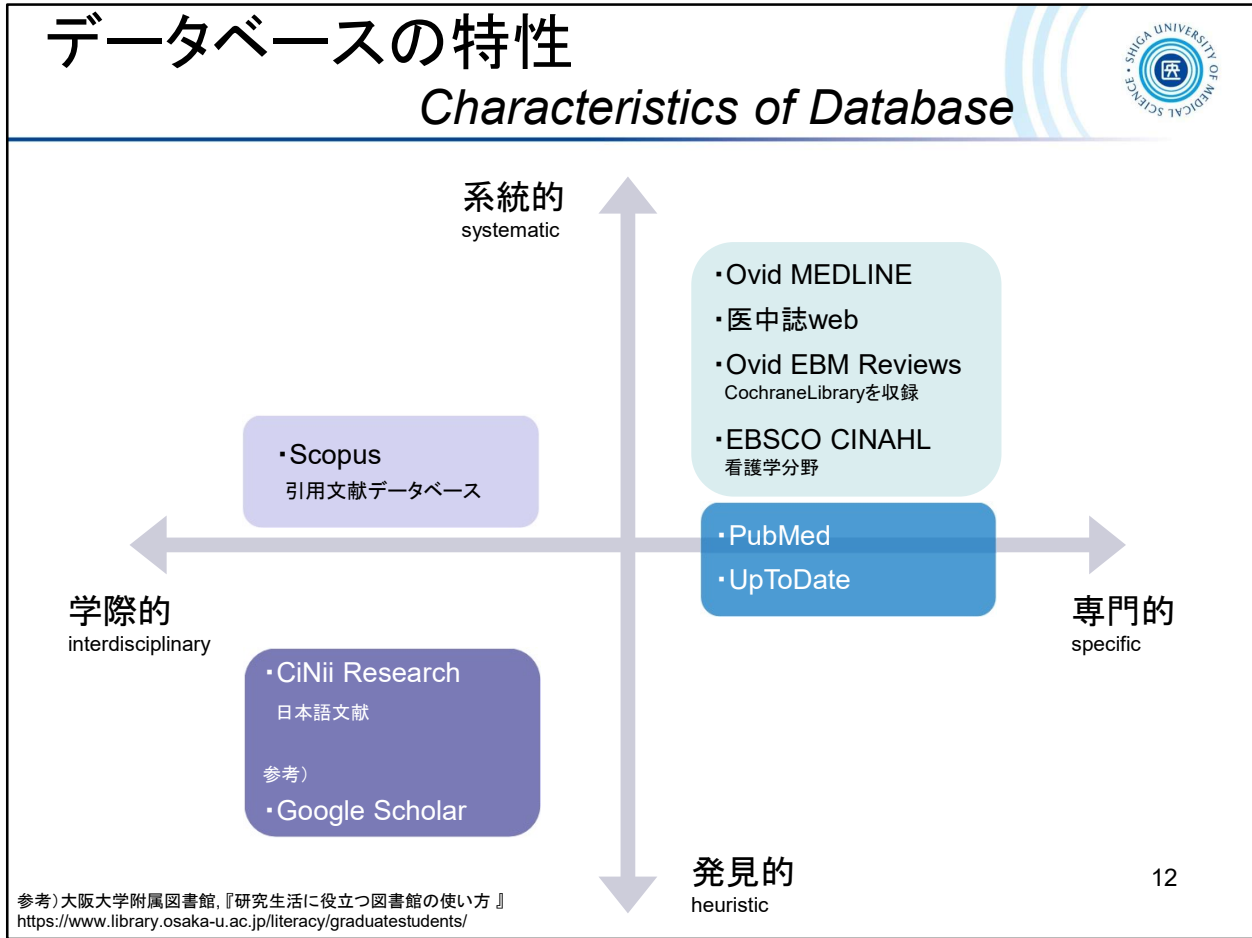 データベースの特性
Characteristics of Database
SHIGA UNIVERSITY OF MEDICAL SCIENCE
医
系統的
systematic
・Ovid MEDLINE
・医中誌web
・Ovid EBM Reviews
CochraneLibraryを収録
・EBSCO CINAHL
看護学分野
・Scopus
引用文献データベース
・PubMed
・UpToDate
学際的
interdisciplinary
専門的
specific
・CiNii Research
日本語文献
参考）
・Google Scholar
発見的
heuristic
12
参考）大阪大学附属図書館,『研究生活に役立つ図書館の使い方 』
https://www.library.osaka-u.ac.jp/literacy/graduatestudents/